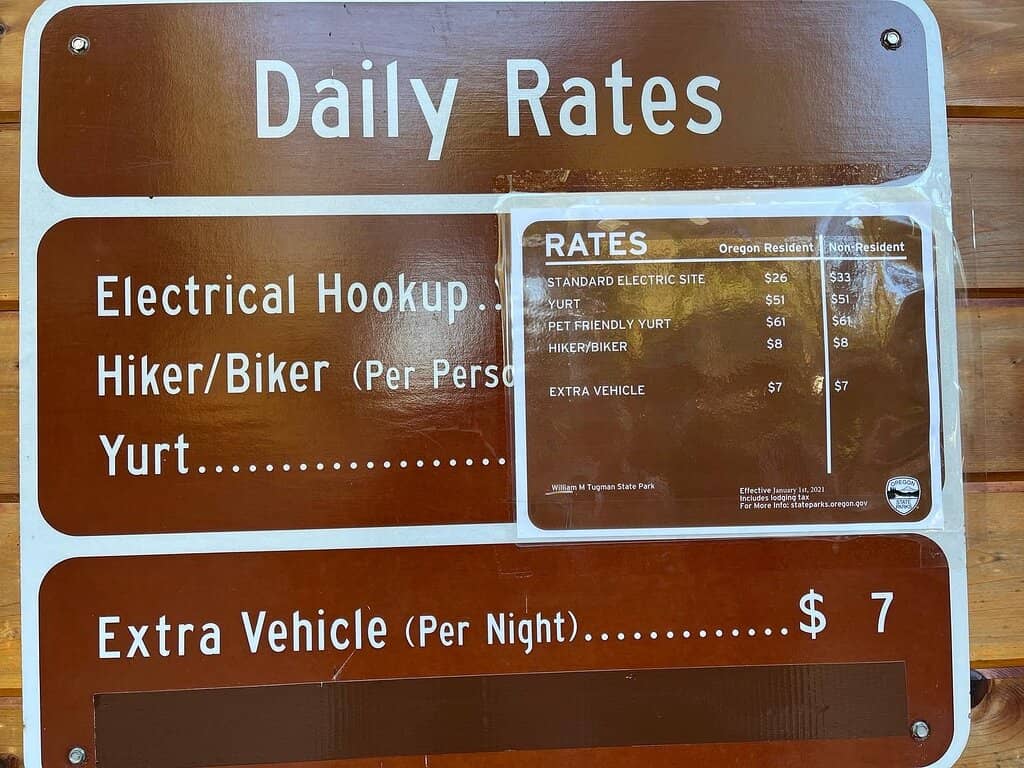 Daily Rates
Electrical Hookup..
Hiker/Biker (Per Perso
Yurt..............................
RATES Oregon Resident Non-Resident
STANDARD ELECTRIC SITE $26 $33
YURT $51 $51
PET FRIENDLY YURT $61 $61
HIKER/BIKER $8 $8
EXTRA VEHICLE $7 $7
William M Tugman State Park
Effective January 1st, 2021
Includes lodging tax
For More Info: stateparks.oregon.gov
OREGON
STATE
PARKS
Extra Vehicle (Per Night)..............$ 7